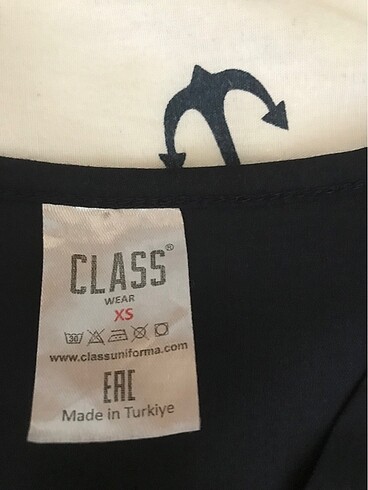 CLASS®
WEAR
XS
30
www.classuniforma.com
EAC
Made in Turkiye